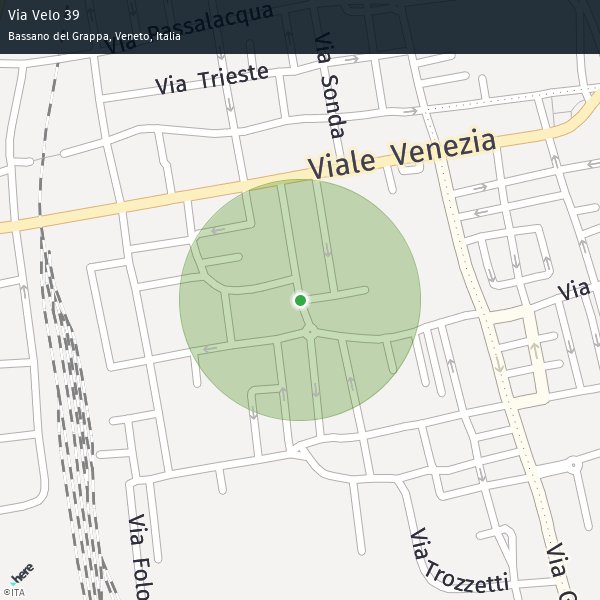 Via Velo 39
Bassano del Grappa, Veneto, Italia
Via Passalacqua
Via Trieste
Via Sonda
Viale Venezia
Via
Via Folo
Via Trozzetti
Via G
here
©ITA